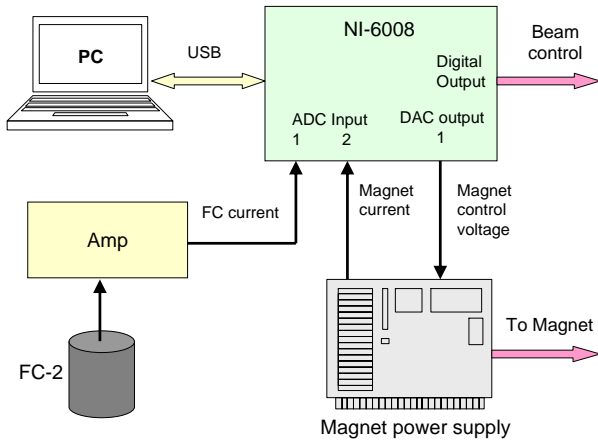 NI-6008
Beam
control
PC
USB
Digital
Output
ADC Input
1 2
DAC output
1
FC current
Magnet
current
Magnet
control
voltage
Amp
To Magnet
FC-2
Magnet power supply